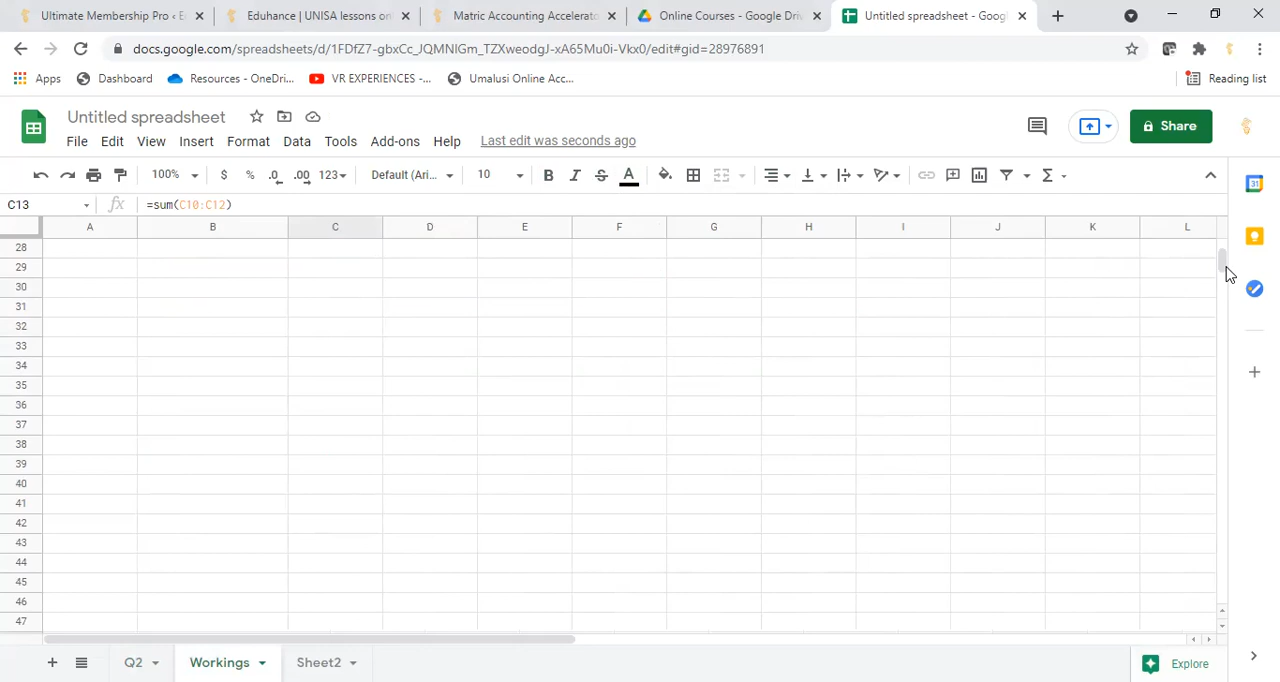 Ultimate Membership Pro ‹ E
Eduhance | UNISA lessons on
Matric Accounting Accelerato
Online Courses - Google Driv
Untitled spreadsheet - Goog
docs.google.com/spreadsheets/d/1FDfZ7-gbxCc_JQMNIGm_TZXweodgJ-xA65Mu0i-Vkx0/edit#gid=28976891
Apps
Dashboard
Resources - OneDri...
VR EXPERIENCES -...
Umalusi Online Acc...
Reading list
Untitled spreadsheet
Share
File Edit View Insert Format Data Tools Add-ons Help Last edit was seconds ago
100% $ % .0 .00 123 Default (Ari... 10 B I S A Σ
C13 fx =sum(C10:C12)
A B C D E F G H I J K L
28
29
30
31
32
33
34
35
36
37
38
39
40
41
42
43
44
45
46
47
Q2 Workings Sheet2 Explore